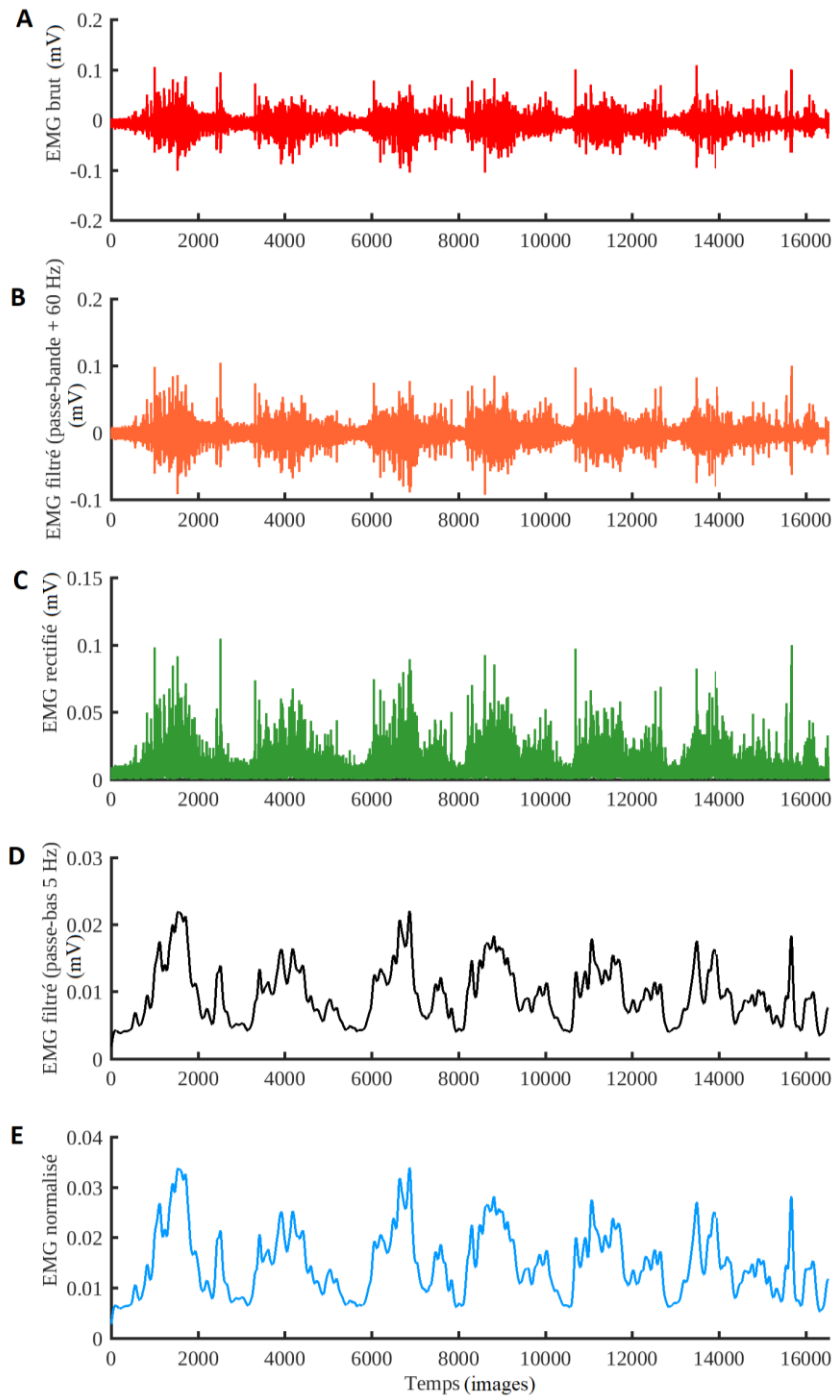 A
EMG brut (mV)
0.2
0.1
0
-0.1
-0.2
0 2000 4000 6000 8000 10000 12000 14000 16000
B
EMG filtré (passe-bande + 60 Hz)
(mV)
0.2
0.1
0
-0.1
0 2000 4000 6000 8000 10000 12000 14000 16000
C
EMG rectifié (mV)
0.15
0.1
0.05
0
0 2000 4000 6000 8000 10000 12000 14000 16000
D
EMG filtré (passe-bas 5 Hz)
(mV)
0.03
0.02
0.01
0
0 2000 4000 6000 8000 10000 12000 14000 16000
E
EMG normalisé
0.04
0.03
0.02
0.01
0
0 2000 4000 6000 8000 10000 12000 14000 16000
Temps (images)